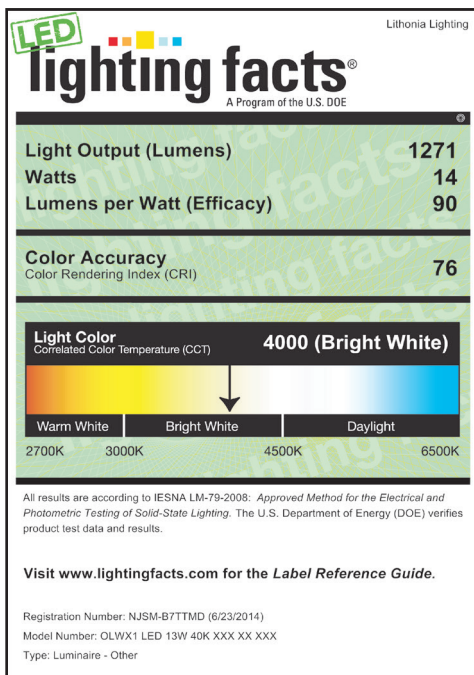 Lithonia Lighting
LED
lighting facts®
A Program of the U.S. DOE
Light Output (Lumens) 1271
Watts 14
Lumens per Watt (Efficacy) 90
Color Accuracy
Color Rendering Index (CRI) 76
Light Color
Correlated Color Temperature (CCT) 4000 (Bright White)
Warm White Bright White Daylight
2700K 3000K 4500K 6500K
All results are according to IESNA LM-79-2008: Approved Method for the Electrical and
Photometric Testing of Solid-State Lighting. The U.S. Department of Energy (DOE) verifies
product test data and results.
Visit www.lightingfacts.com for the Label Reference Guide.
Registration Number: NJSM-B7TTMD (6/23/2014)
Model Number: OLWX1 LED 13W 40K XXX XX XXX
Type: Luminaire - Other